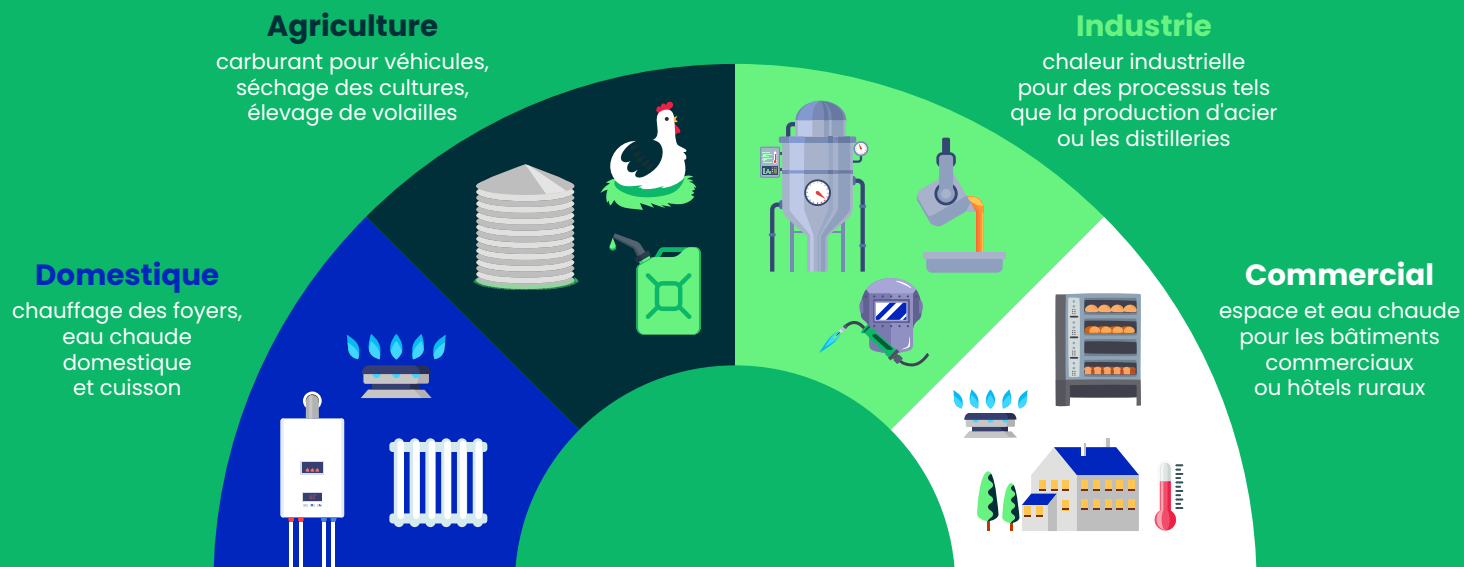 Agriculture
carburant pour véhicules,
séchage des cultures,
élevage de volailles
Industrie
chaleur industrielle
pour des processus tels
que la production d'acier
ou les distilleries
Domestique
chauffage des foyers,
eau chaude
domestique
et cuisson
Commercial
espace et eau chaude
pour les bâtiments
commerciaux
ou hôtels ruraux